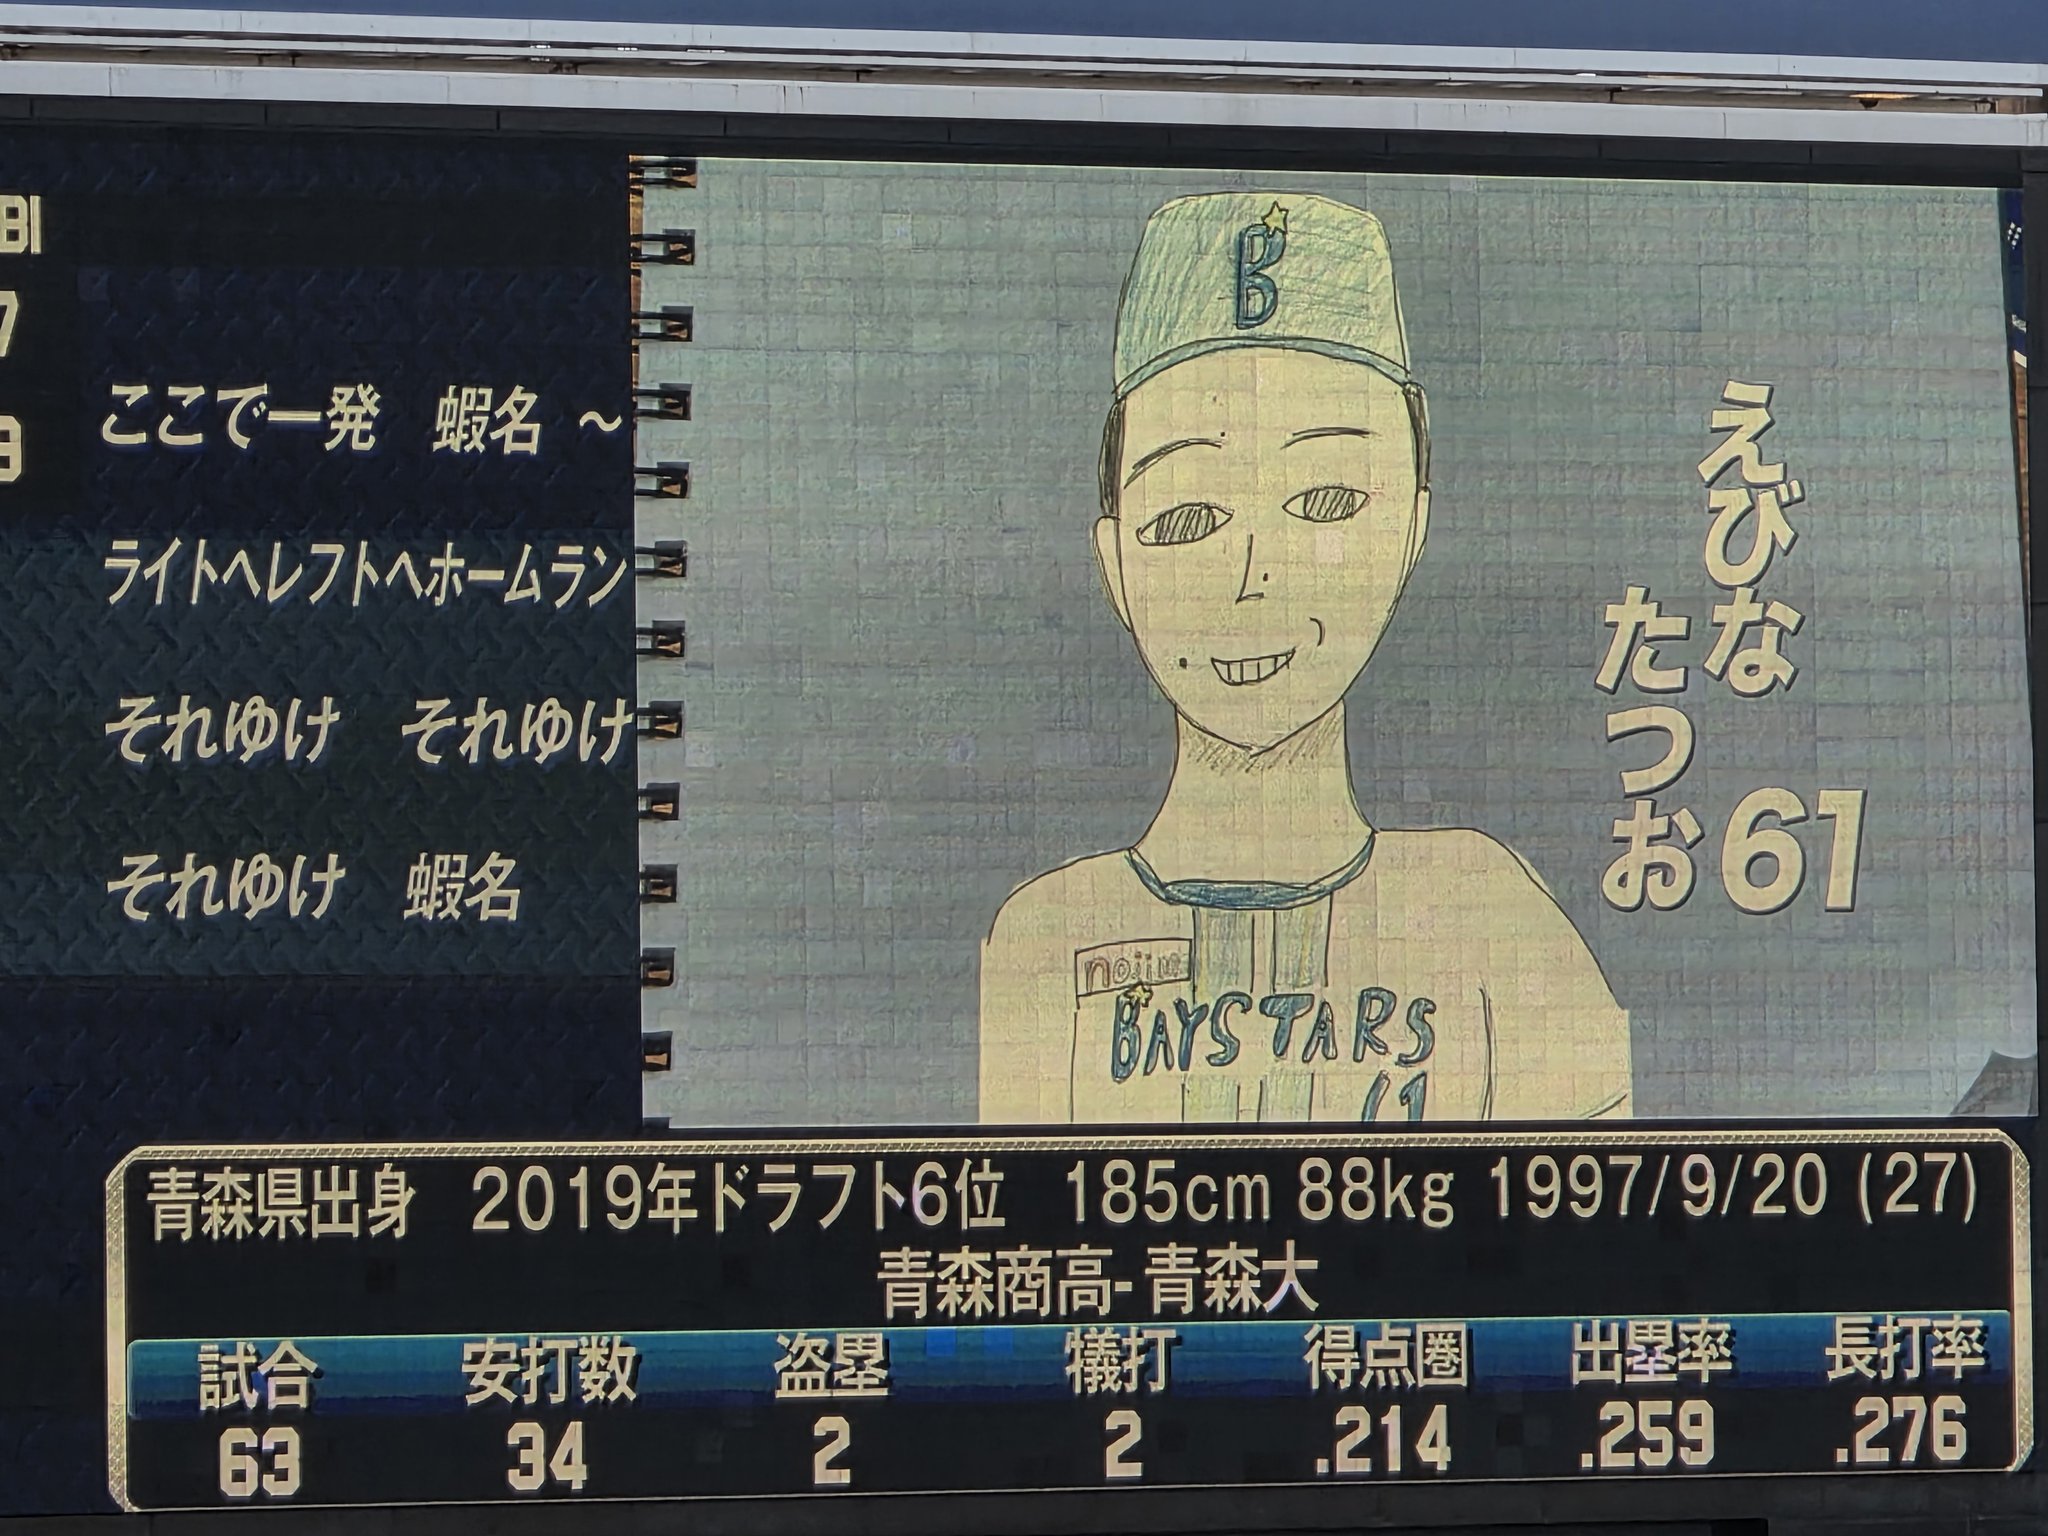 BI
7
ここで一発 蝦名 ～
ライトへレフトへホームラン
それゆけ それゆけ
それゆけ 蝦名
B
えびな
たつお
61
nojima
BAYSTARS
61
青森県出身 2019年ドラフト6位 185cm 88kg 1997/9/20 (27)
青森商高-青森大
試合 安打数 盗塁 犠打 得点圏 出塁率 長打率
63 34 2 2 .214 .259 .276